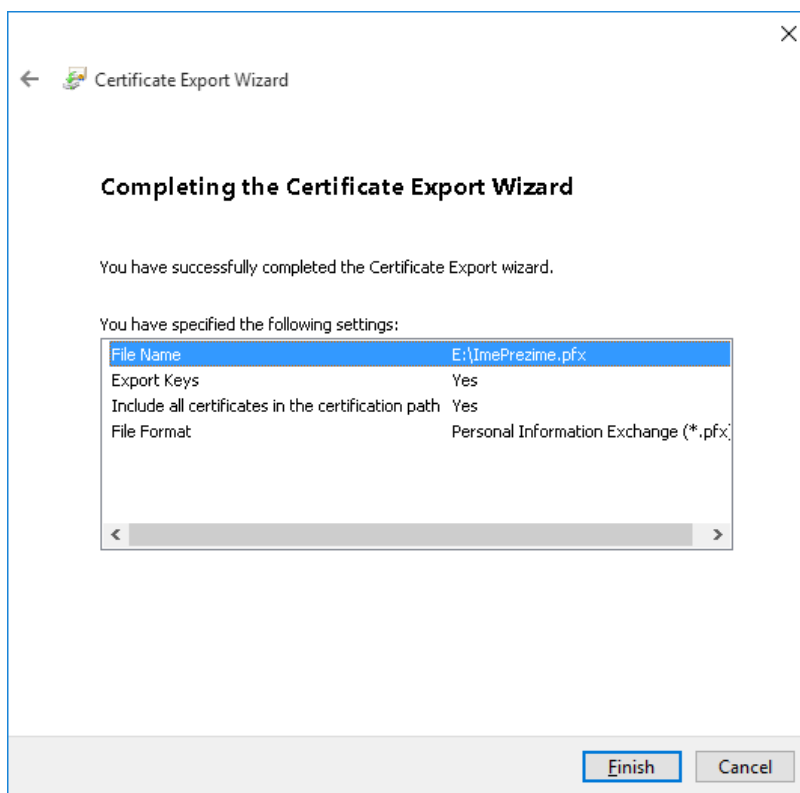 Certificate Export Wizard
Completing the Certificate Export Wizard
You have successfully completed the Certificate Export wizard.
You have specified the following settings:
File Name E:\ImePrezime.pfx
Export Keys Yes
Include all certificates in the certification path Yes
File Format Personal Information Exchange (*.pfx)
Finish Cancel